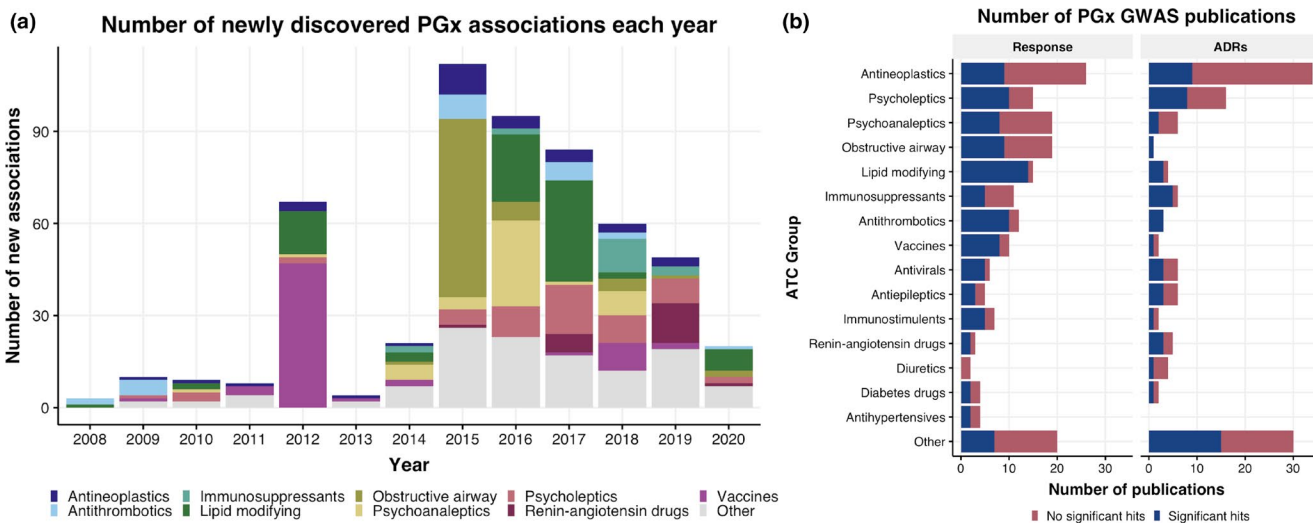 (a)
Number of newly discovered PGx associations each year
Number of new associations
90
60
30
0
2008 2009 2010 2011 2012 2013 2014 2015 2016 2017 2018 2019 2020
Year
Antineoplastics Immunosuppressants Obstructive airway Psycholeptics Vaccines
Antithrombotics Lipid modifying Psychoanaleptics Renin-angiotensin drugs Other
(b)
Number of PGx GWAS publications
Response ADRs
ATC Group
Antineoplastics
Psycholeptics
Psychoanaleptics
Obstructive airway
Lipid modifying
Immunosuppressants
Antithrombotics
Vaccines
Antivirals
Antiepileptics
Immunostimulents
Renin-angiotensin drugs
Diuretics
Diabetes drugs
Antihypertensives
Other
0 10 20 30 0 10 20 30
Number of publications
No significant hits Significant hits